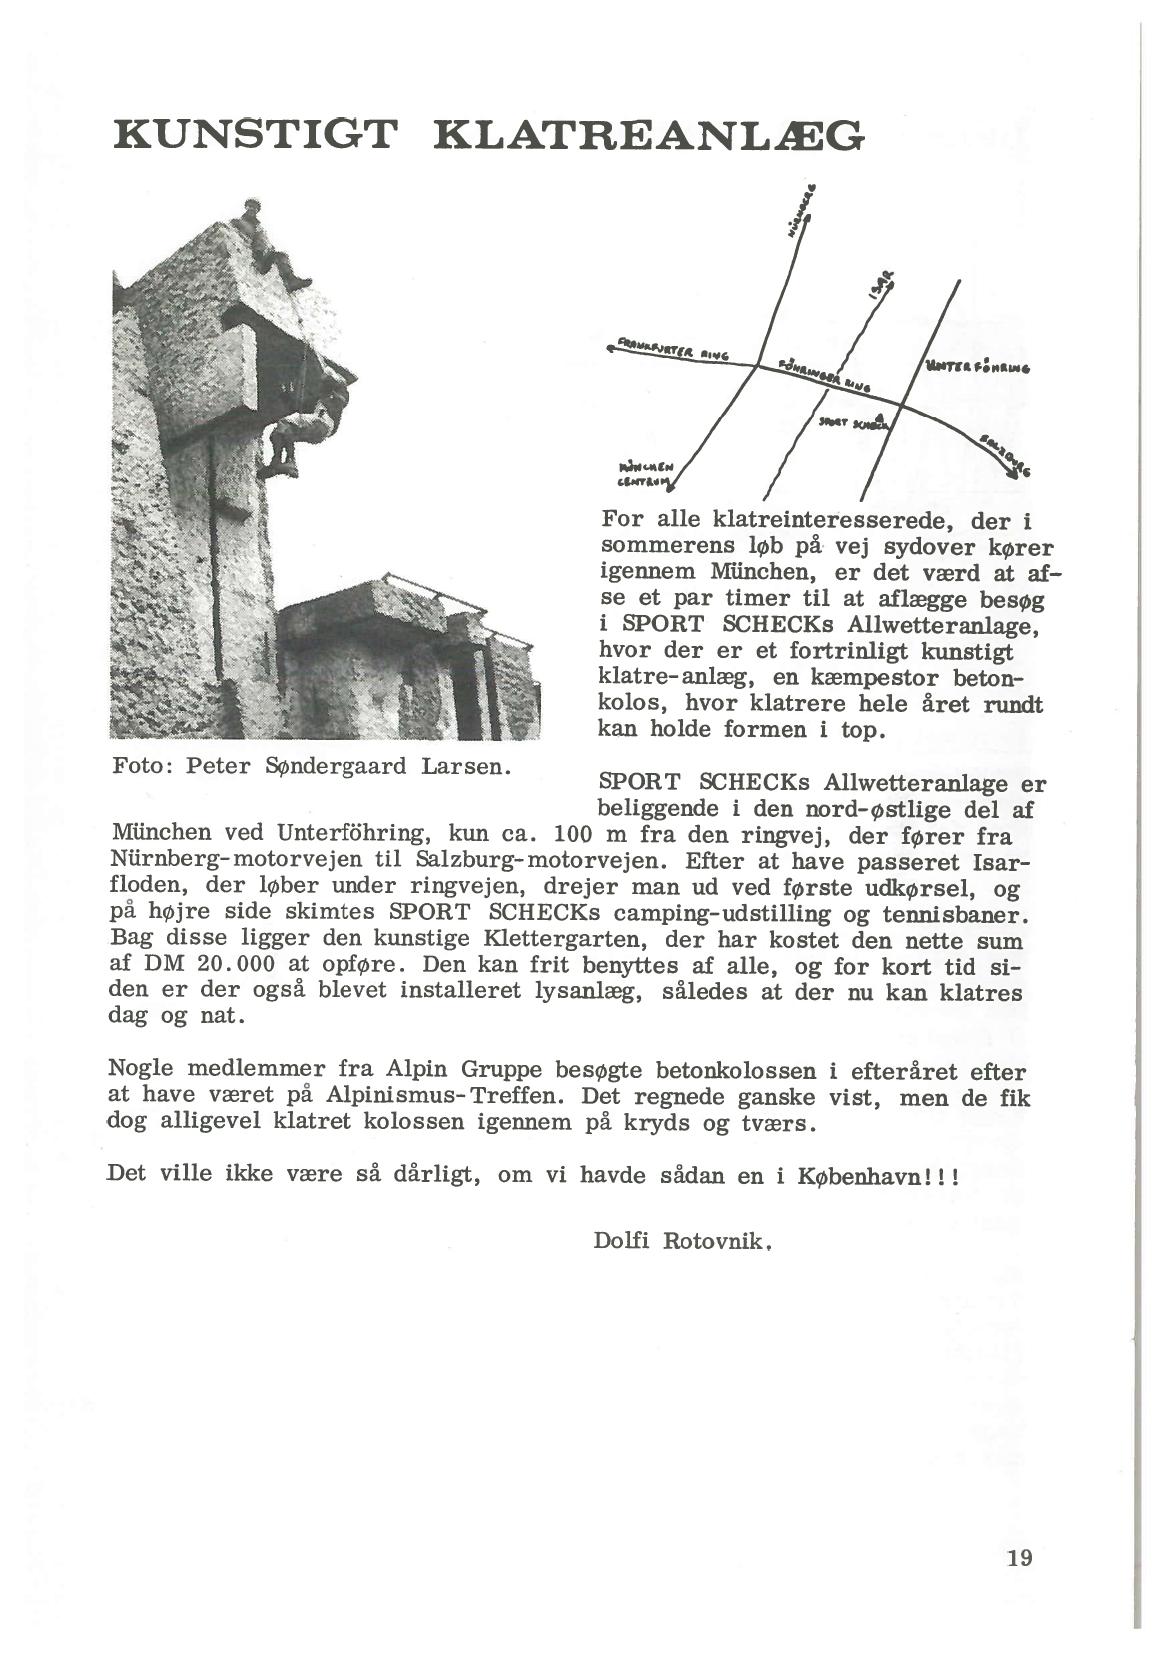 KUNSTIGT KLATREANLÆG
NÜRNBERG
ISAR
FRANKFURTER RING
FÖHRINGER RING
UNTERFÖHRING
SPORT SCHECK
SALZBURG
MÜNCHEN
CENTRUM
For alle klatreinteresserede, der i
sommerens løb på vej sydover kører
igennem München, er det værd at af-
se et par timer til at aflægge besøg
i SPORT SCHECKs Allwetteranlage,
hvor der er et fortrinligt kunstigt
klatre-anlæg, en kæmpestor beton-
kolos, hvor klatrere hele året rundt
kan holde formen i top.
Foto: Peter Søndergaard Larsen.
SPORT SCHECKs Allwetteranlage er
beliggende i den nord-østlige del af
München ved Unterföhring, kun ca. 100 m fra den ringvej, der fører fra
Nürnberg-motorvejen til Salzburg-motorvejen. Efter at have passeret Isar-
floden, der løber under ringvejen, drejer man ud ved første udkørsel, og
på højre side skimtes SPORT SCHECKs camping-udstilling og tennisbaner.
Bag disse ligger den kunstige Klettergarten, der har kostet den nette sum
af DM 20.000 at opføre. Den kan frit benyttes af alle, og for kort tid si-
den er der også blevet installeret lysanlæg, således at der nu kan klatres
dag og nat.
Nogle medlemmer fra Alpin Gruppe besøgte betonkolossen i efteråret efter
at have været på Alpinismus-Treffen. Det regnede ganske vist, men de fik
dog alligevel klatret kolossen igennem på kryds og tværs.
Det ville ikke være så dårligt, om vi havde sådan en i København!!!
Dolfi Rotovnik.
19